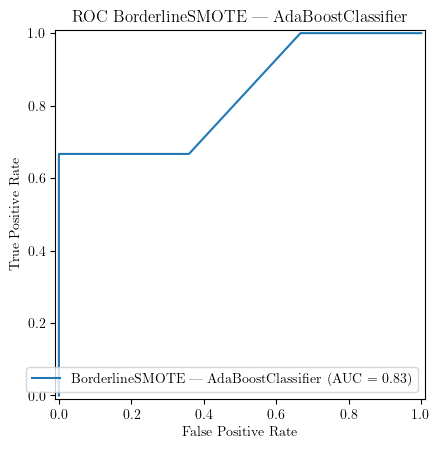 ROC BorderlineSMOTE — AdaBoostClassifier
1.0
0.8
0.6
0.4
0.2
0.0
True Positive Rate
BorderlineSMOTE — AdaBoostClassifier (AUC = 0.83)
0.0 0.2 0.4 0.6 0.8 1.0
False Positive Rate